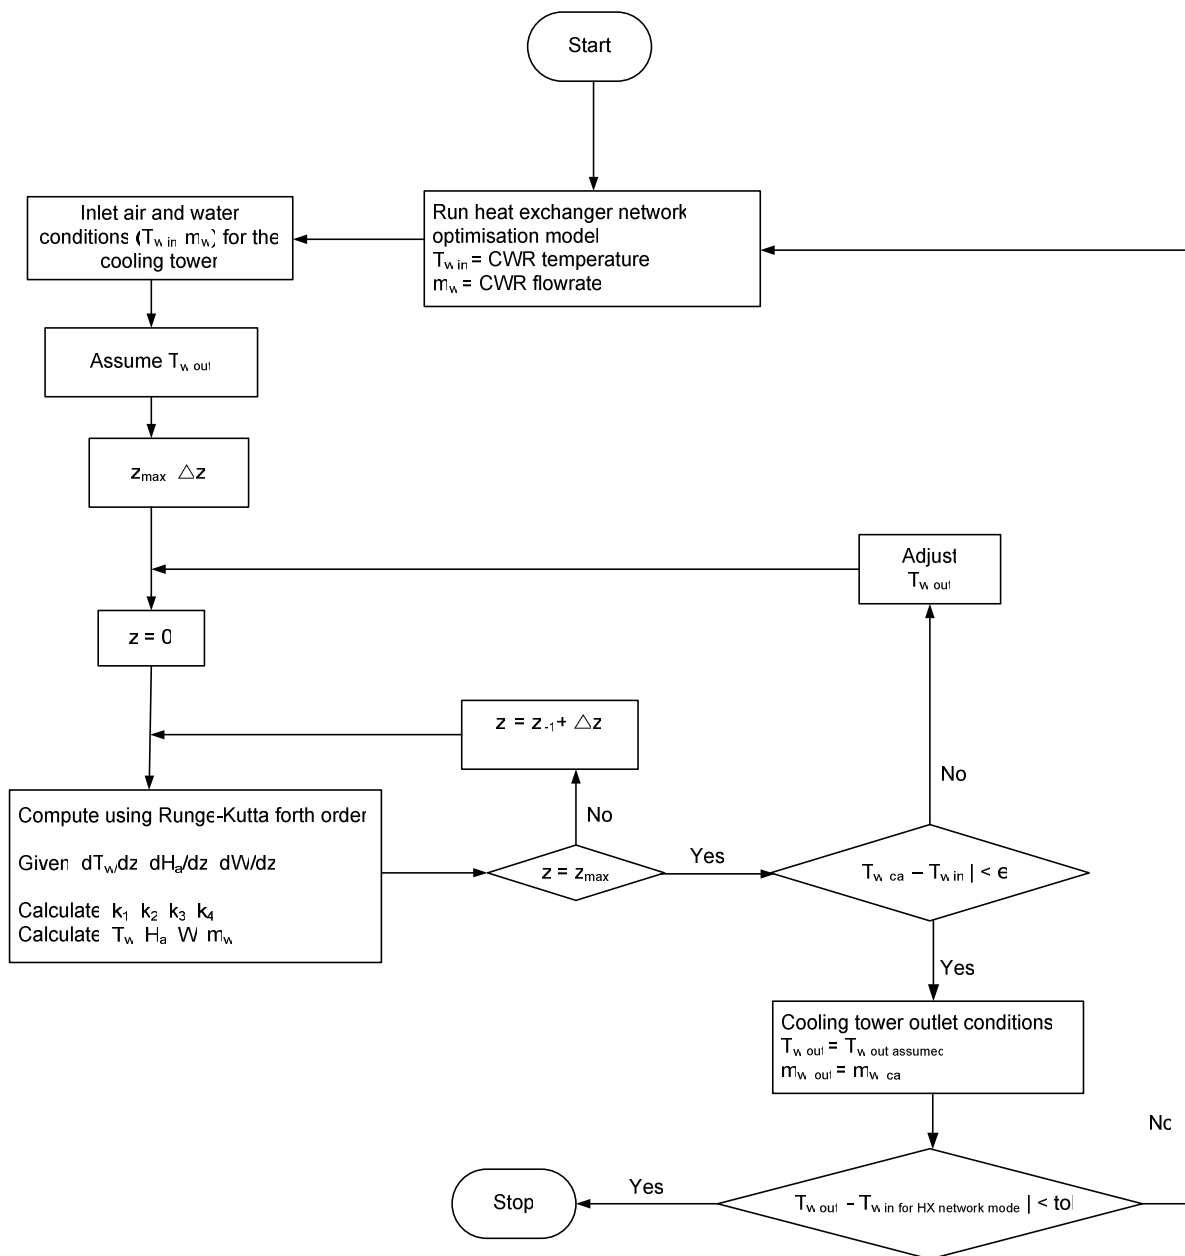 Start
Run heat exchanger network
optimisation model
Tw in = CWR temperature
mw = CWR flowrate
Inlet air and water
conditions (Tw in mw) for the
cooling tower
Assume Tw out
zmax △z
Adjust
Tw out
z = 0
z = z-1 + △z
No
Compute using Runge-Kutta forth order
Given dTw/dz dHa/dz dW/dz
Calculate k1 k2 k3 k4
Calculate Tw Ha W mw
No
z = zmax
Yes
Tw ca – Tw in | < ϵ
Yes
Cooling tower outlet conditions
Tw out = Tw out assumed
mw out = mw ca
No
Stop
Yes
Tw out – Tw in for HX network mode | < tol